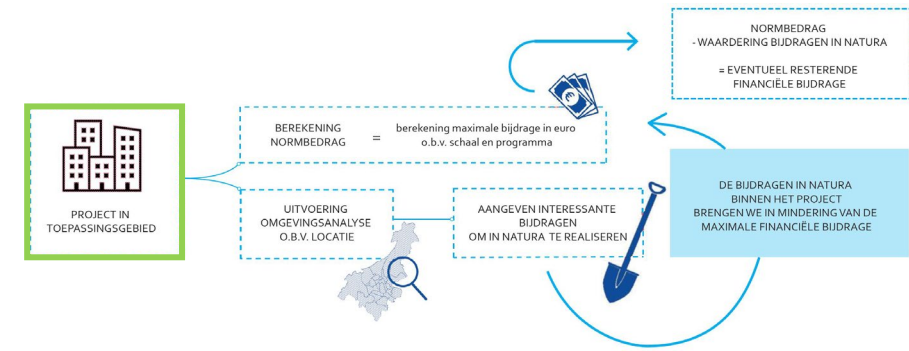 PROJECT IN
TOEPASSINGSGEBIED
BEREKENING
NORMBEDRAG
=
berekening maximale bijdrage in euro
o.b.v. schaal en programma
UITVOERING
OMGEVINGSANALYSE
O.B.V. LOCATIE
AANGEVEN INTERESSANTE
BIJDRAGEN
OM IN NATURA TE REALISEREN
DE BIJDRAGEN IN NATURA
BINNEN HET PROJECT
BRENGEN WE IN MINDERING VAN DE
MAXIMALE FINANCIËLE BIJDRAGE
NORMBEDRAG
- WAARDERING BIJDRAGEN IN NATURA
= EVENTUEEL RESTERENDE
FINANCIËLE BIJDRAGE
€